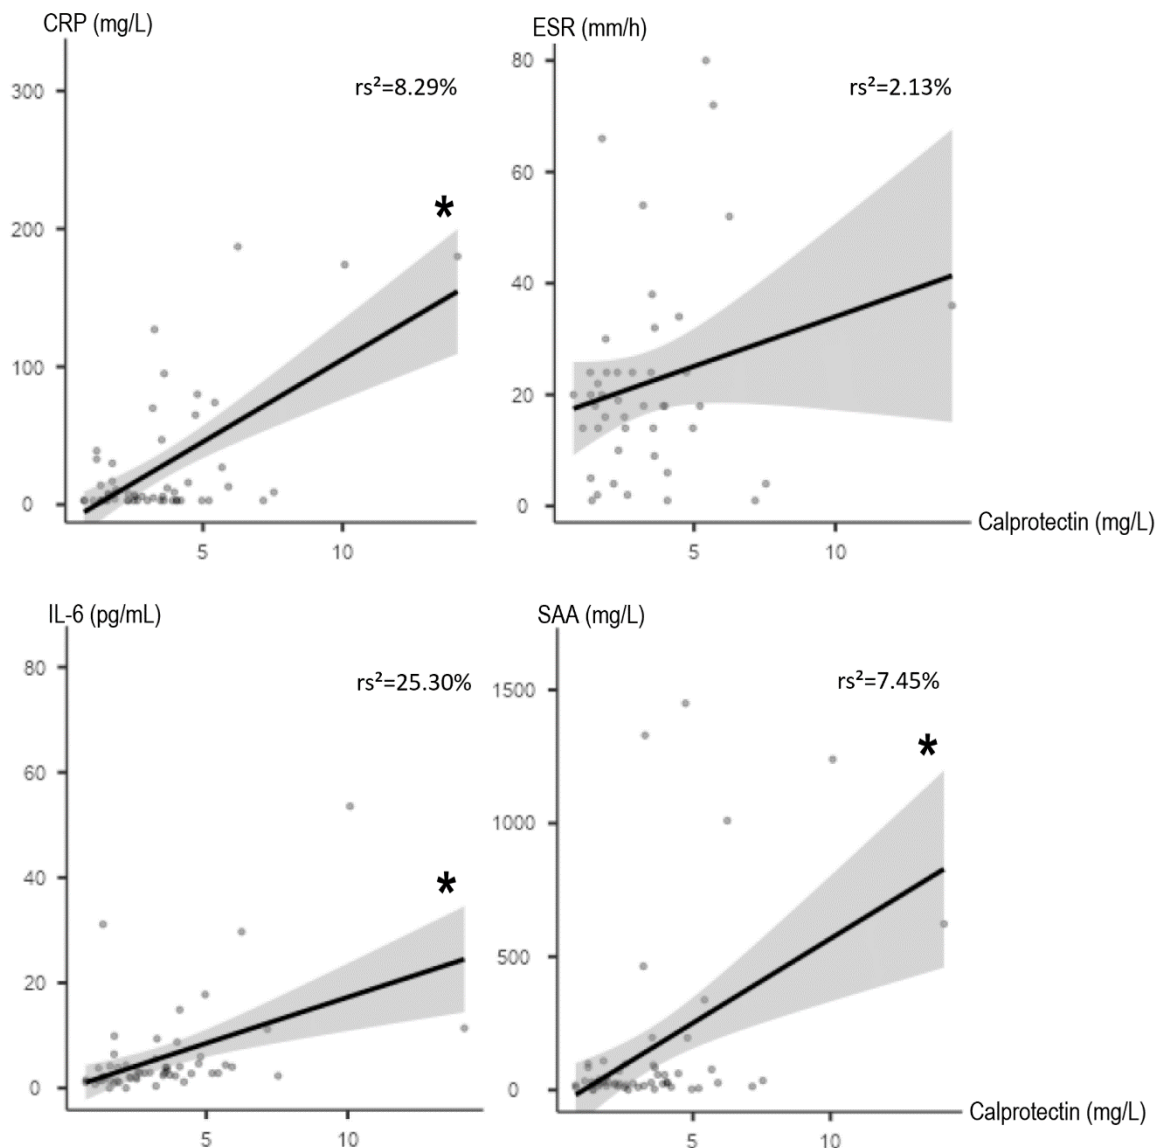 CRP (mg/L)
300
200
100
0
5
10
rs²=8.29%
*
ESR (mm/h)
80
60
40
20
0
5
10
rs²=2.13%
Calprotectin (mg/L)
IL-6 (pg/mL)
80
60
40
20
0
5
10
rs²=25.30%
*
SAA (mg/L)
1500
1000
500
0
5
10
rs²=7.45%
*
Calprotectin (mg/L)